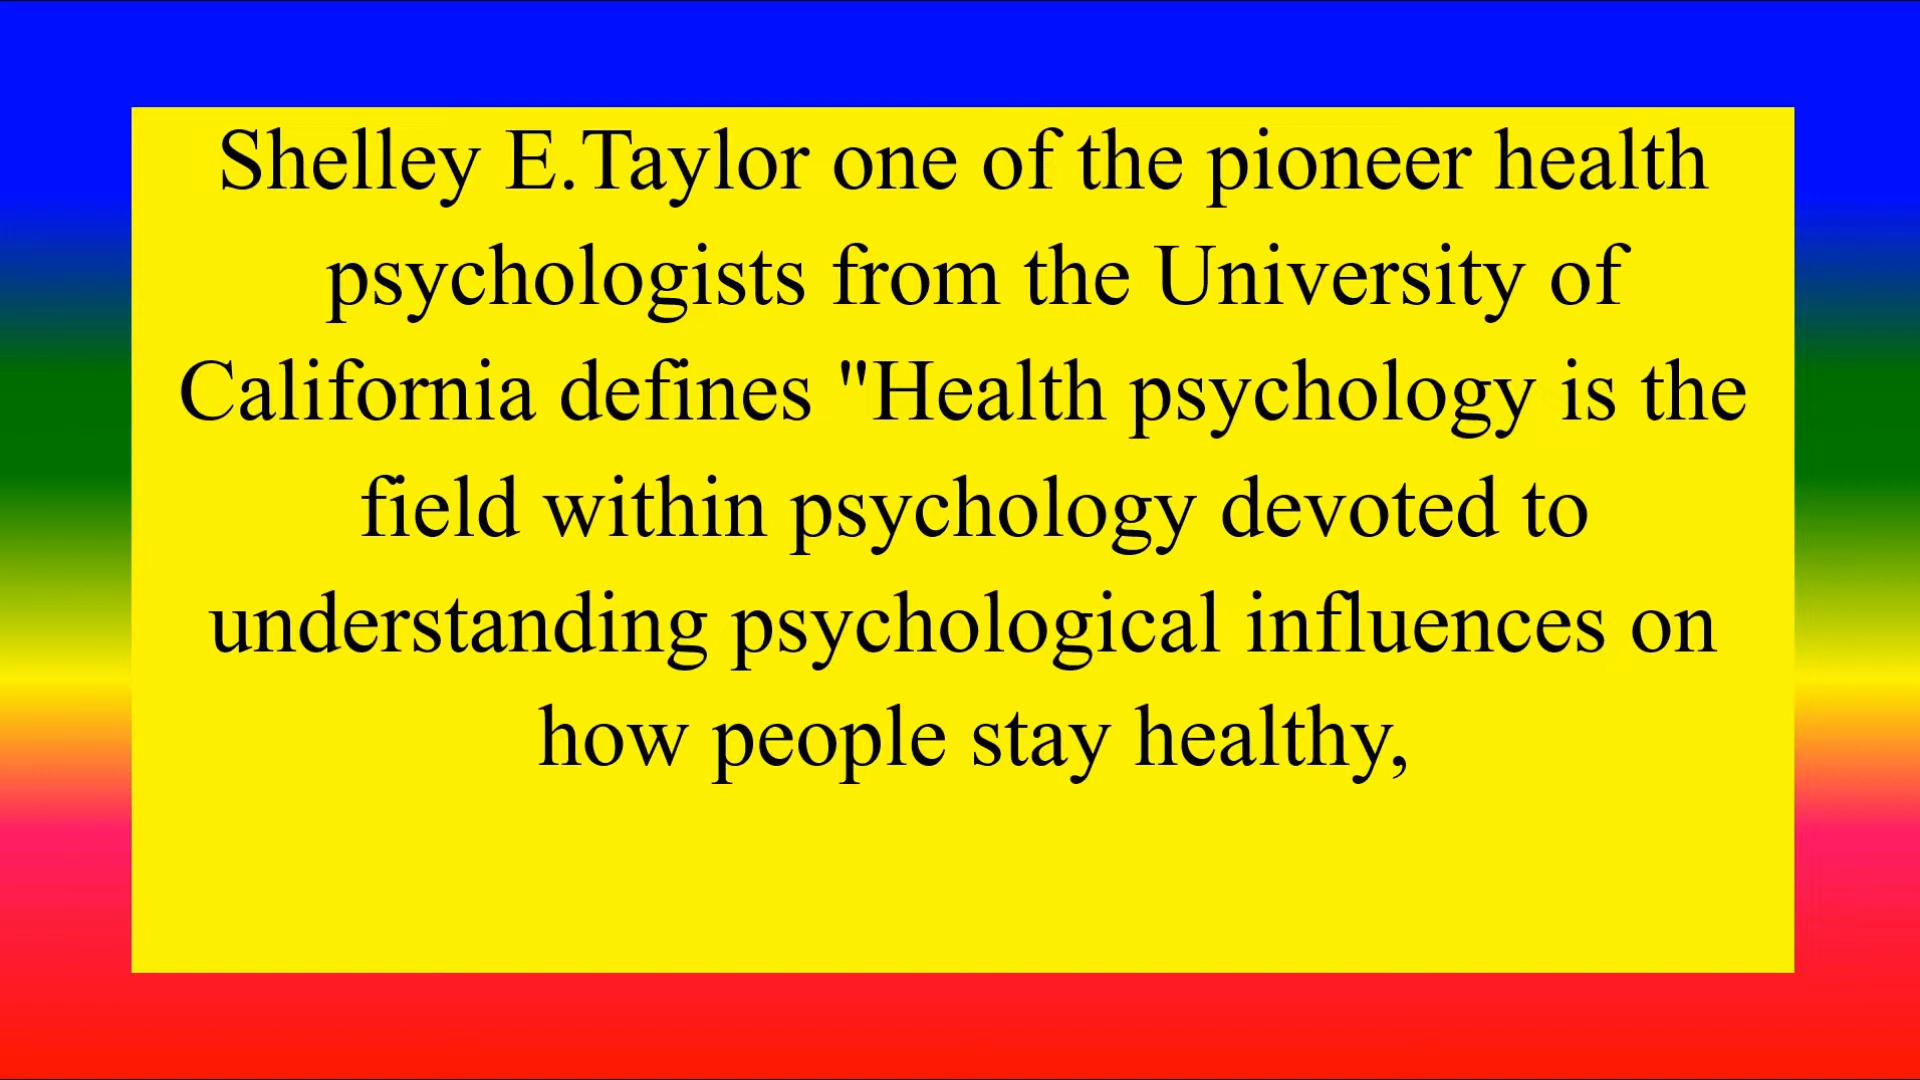 Shelley E.Taylor one of the pioneer health
psychologists from the University of
California defines "Health psychology is the
field within psychology devoted to
understanding psychological influences on
how people stay healthy,